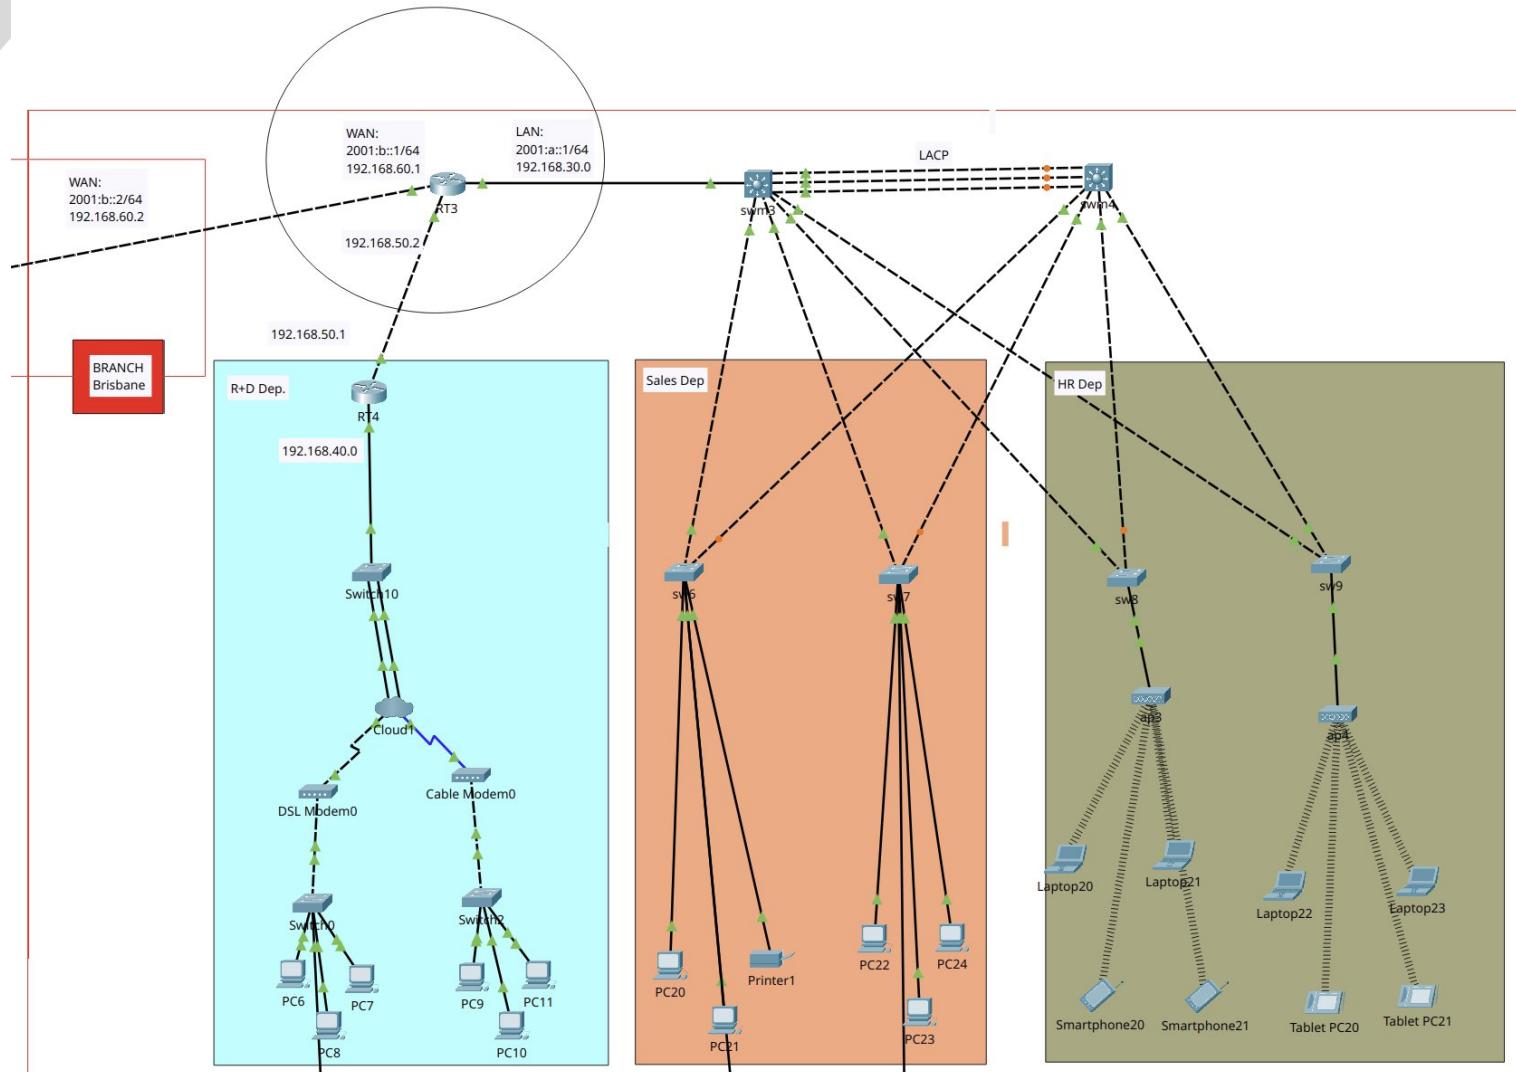 WAN:
2001:b::1/64
192.168.60.1
LAN:
2001:a::1/64
192.168.30.0
LACP
WAN:
2001:b::2/64
192.168.60.2
RT3
swm3
swm4
192.168.50.2
192.168.50.1
BRANCH
Brisbane
R+D Dep.
Sales Dep
HR Dep
RT4
192.168.40.0
Switch10
sw6
sw7
sw8
sw9
Cloud1
ap3
ap4
DSL Modem0
Cable Modem0
Laptop20
Laptop21
Laptop22
Laptop23
Switch0
Switch2
PC6
PC7
PC9
PC11
PC20
Printer1
PC22
PC24
PC8
PC10
PC21
PC23
Smartphone20
Smartphone21
Tablet PC20
Tablet PC21